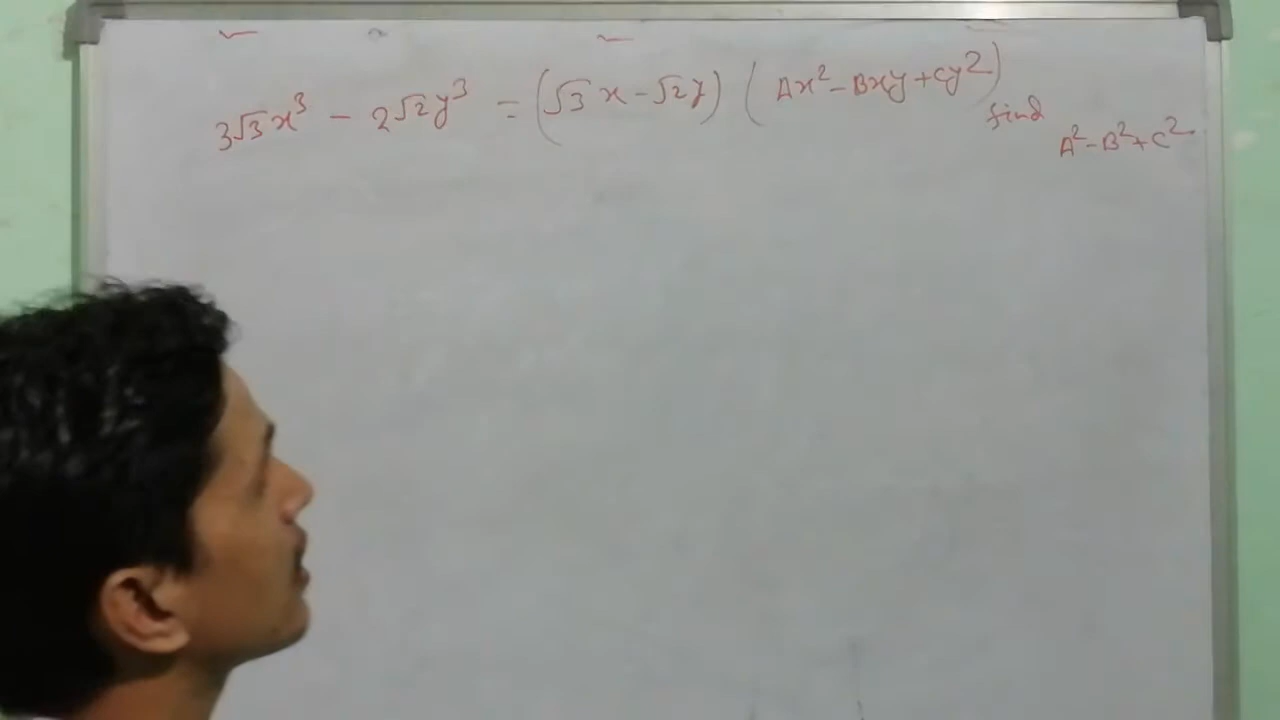 3√3x³ - 2√2y³ = (√3x - √2y) (Ax² - Bxy + Cy²)
find
A² - B² + C²